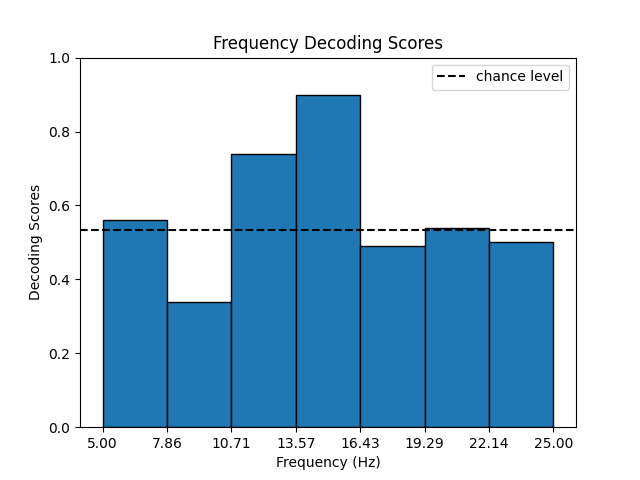 Frequency Decoding Scores
chance level
1.0
0.8
0.6
0.4
0.2
0.0
Decoding Scores
5.00 7.86 10.71 13.57 16.43 19.29 22.14 25.00
Frequency (Hz)